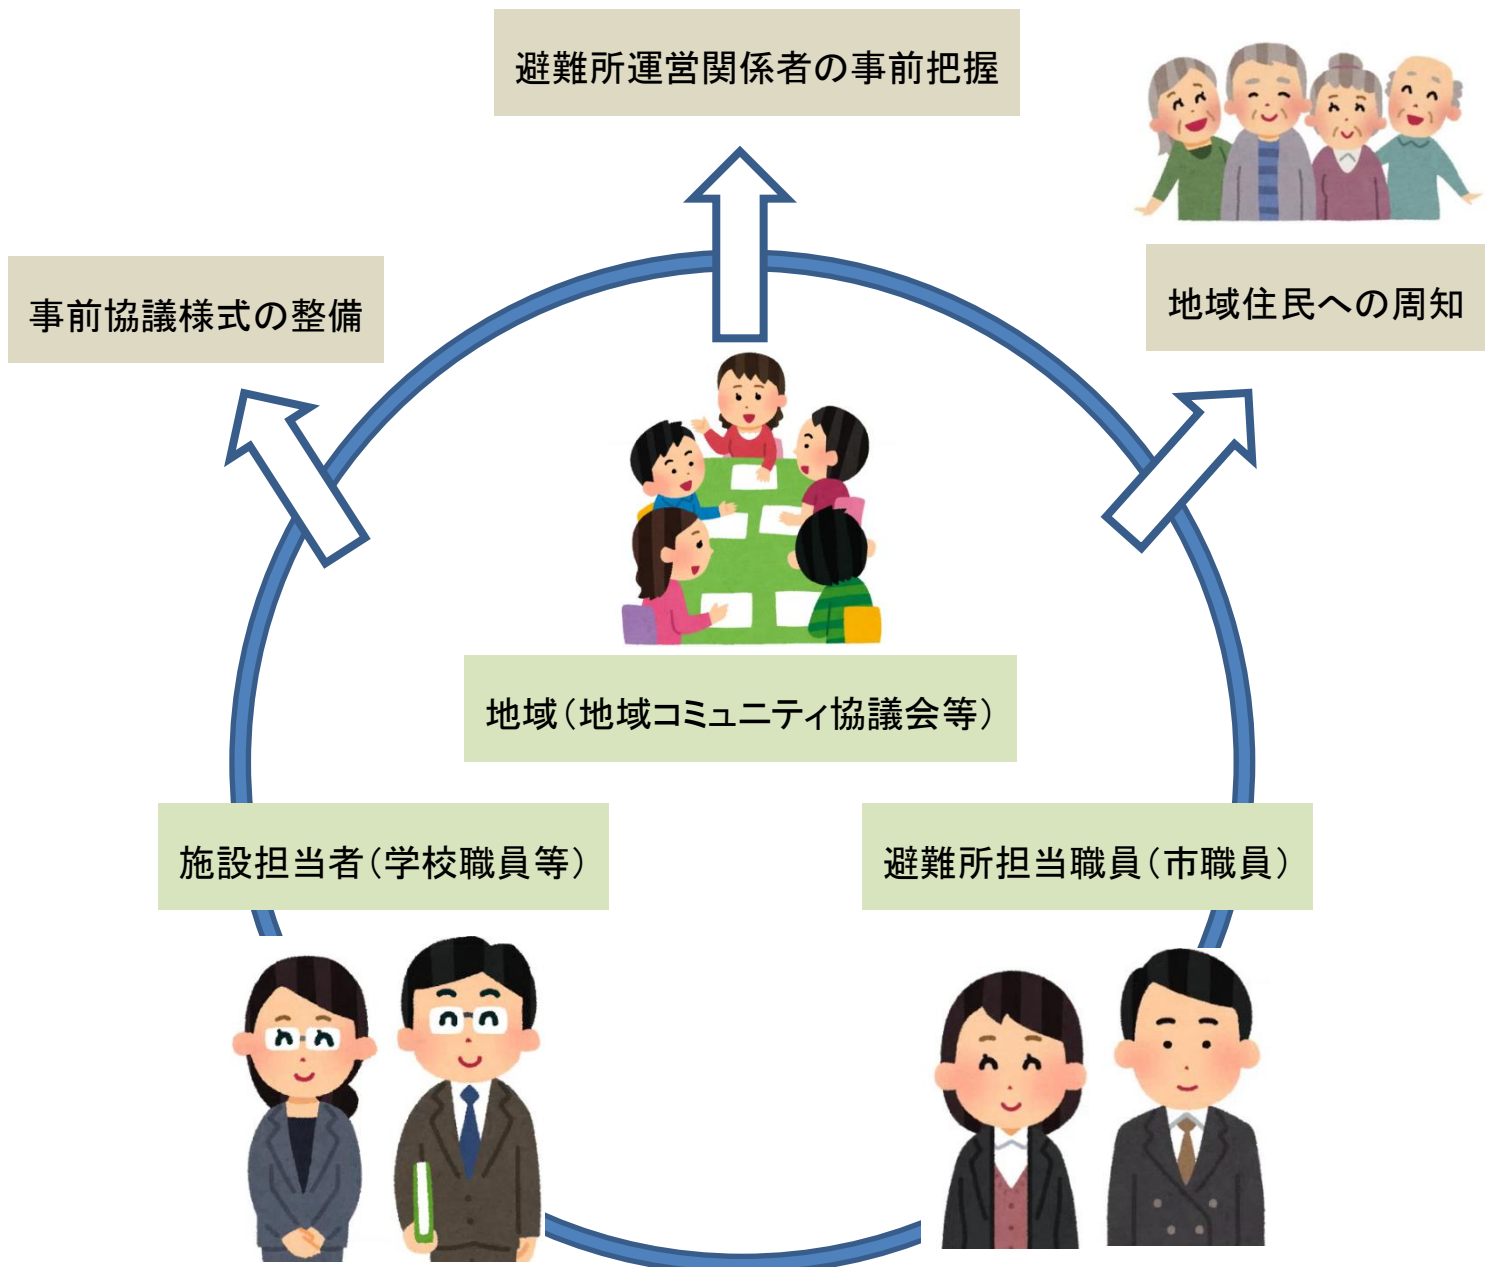 避難所運営関係者の事前把握
事前協議様式の整備
地域住民への周知
地域（地域コミュニティ協議会等）
施設担当者（学校職員等）
避難所担当職員（市職員）